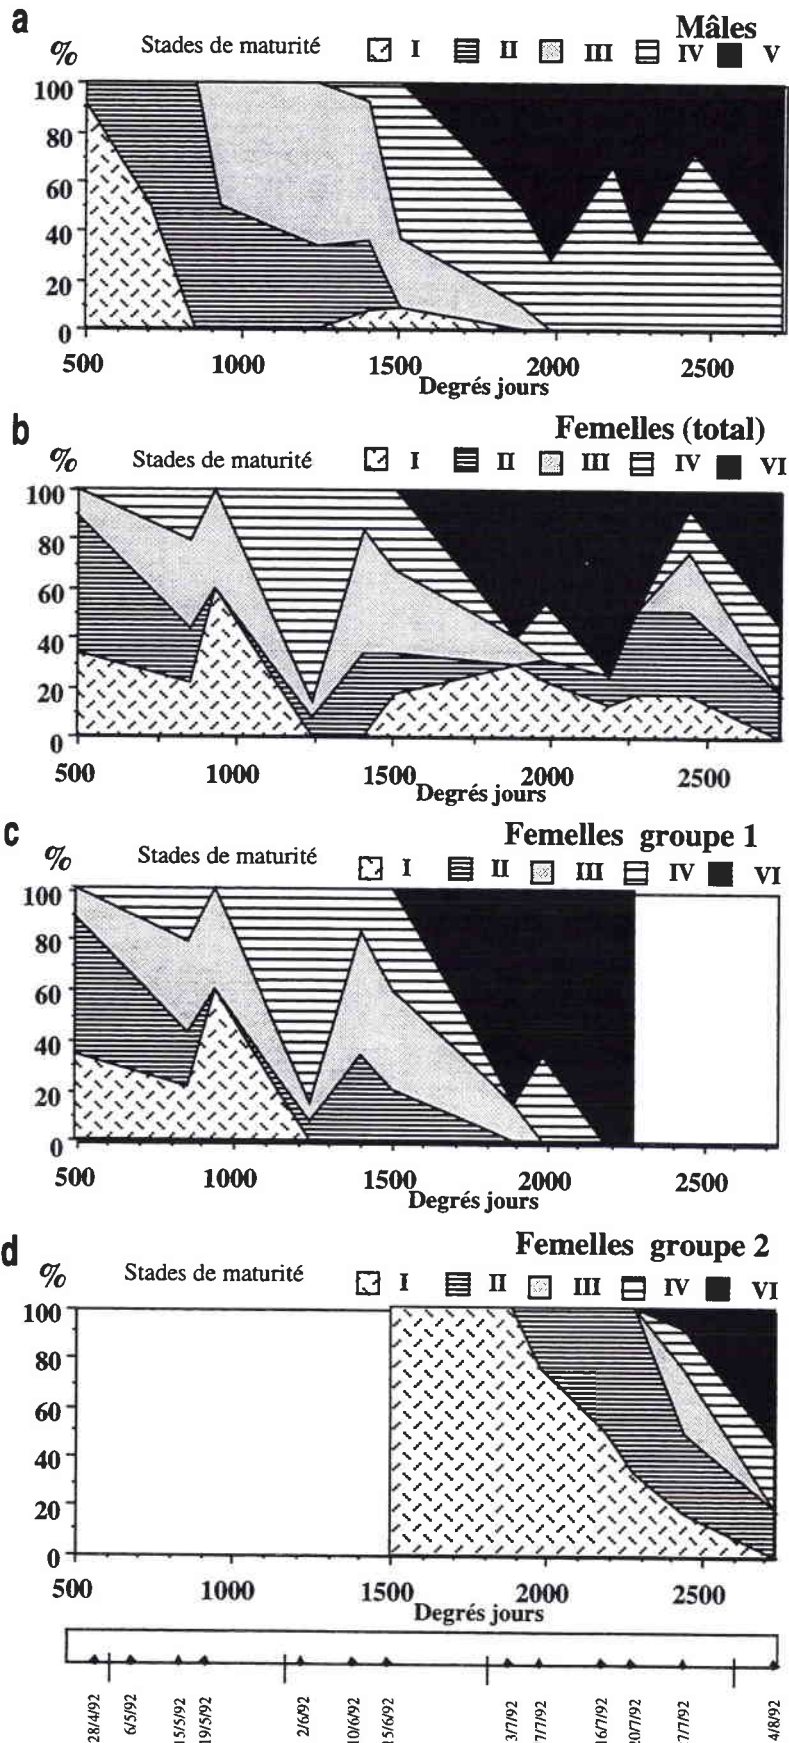 a
Mâles
% Stades de maturité I II III IV V
100
80
60
40
20
0
500 1000 1500 2000 2500
Degrés jours
b
Femelles (total)
% Stades de maturité I II III IV VI
100
80
60
40
20
0
500 1000 1500 2000 2500
Degrés jours
c
Femelles groupe 1
% Stades de maturité I II III IV VI
100
80
60
40
20
0
500 1000 1500 2000 2500
Degrés jours
d
Femelles groupe 2
% Stades de maturité I II III IV VI
100
80
60
40
20
0
500 1000 1500 2000 2500
Degrés jours
28/4/92 6/5/92 15/5/92 19/5/92 2/6/92 10/6/92 15/6/92 3/7/92 7/7/92 16/7/92 20/7/92 4/8/92